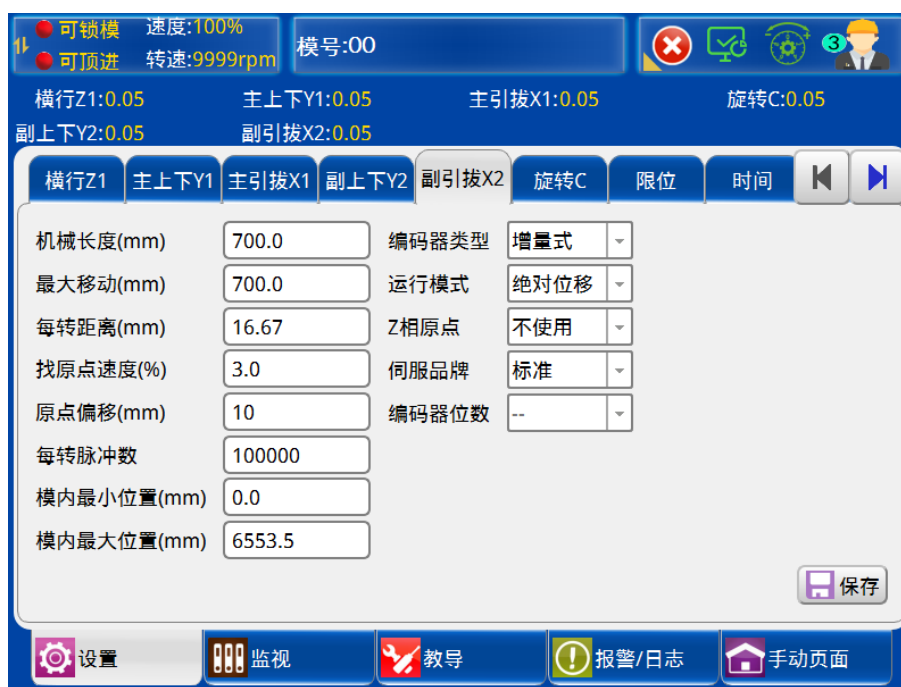 可锁模 速度:100%
可顶进 转速:9999rpm
模号:00
3
横行Z1:0.05 主上下Y1:0.05 主引拔X1:0.05 旋转C:0.05
副上下Y2:0.05 副引拔X2:0.05
横行Z1 主上下Y1 主引拔X1 副上下Y2 副引拔X2 旋转C 限位 时间
机械长度(mm) 700.0 编码器类型 增量式
最大移动(mm) 700.0 运行模式 绝对位移
每转距离(mm) 16.67 Z相原点 不使用
找原点速度(%) 3.0 伺服品牌 标准
原点偏移(mm) 10 编码器位数 --
每转脉冲数 100000
模内最小位置(mm) 0.0
模内最大位置(mm) 6553.5
保存
设置 监视 教导 报警/日志 手动页面